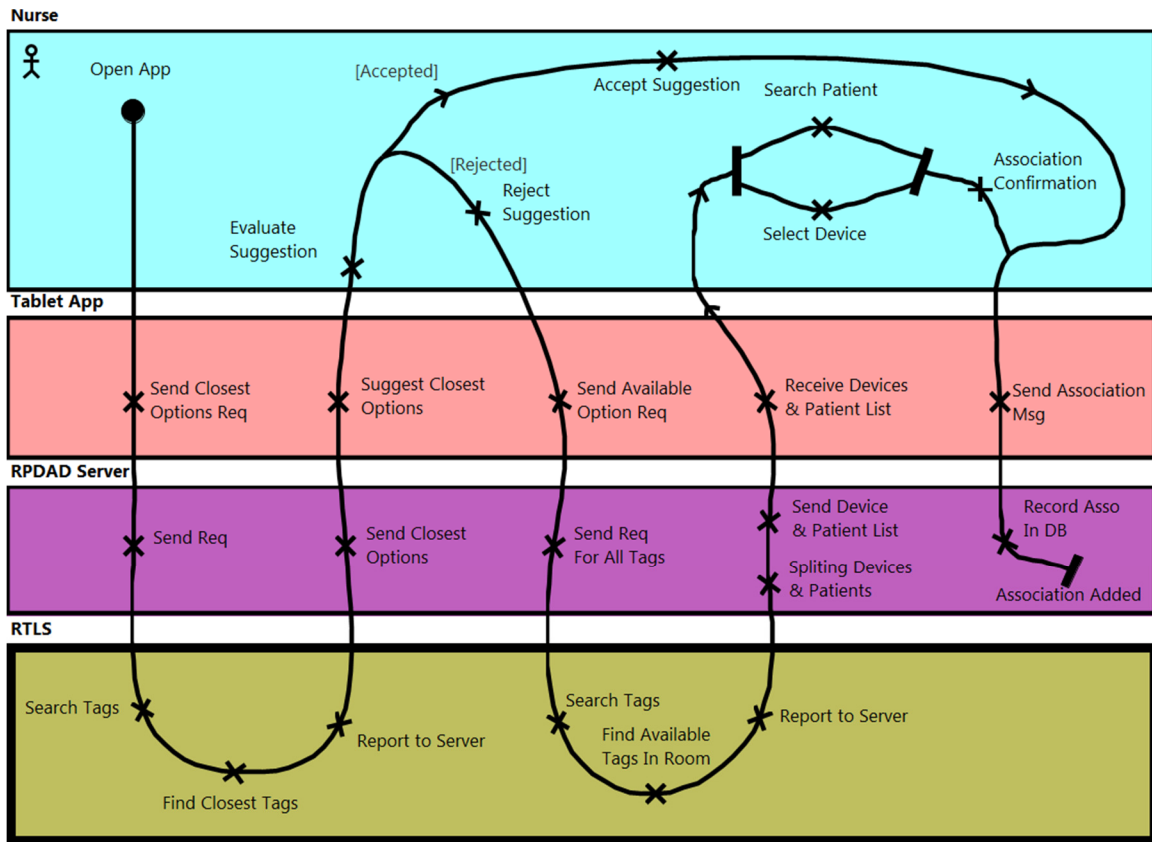 Nurse
Open App
[Accepted]
Accept Suggestion
Search Patient
[Rejected]
Reject
Suggestion
Association
Confirmation
Evaluate
Suggestion
Select Device
Tablet App
Send Closest
Options Req
Suggest Closest
Options
Send Available
Option Req
Receive Devices
& Patient List
Send Association
Msg
RPDAD Server
Send Req
Send Closest
Options
Send Req
For All Tags
Send Device
& Patient List
Spliting Devices
& Patients
Record Asso
In DB
Association Added
RTLS
Search Tags
Find Closest Tags
Report to Server
Search Tags
Find Available
Tags In Room
Report to Server